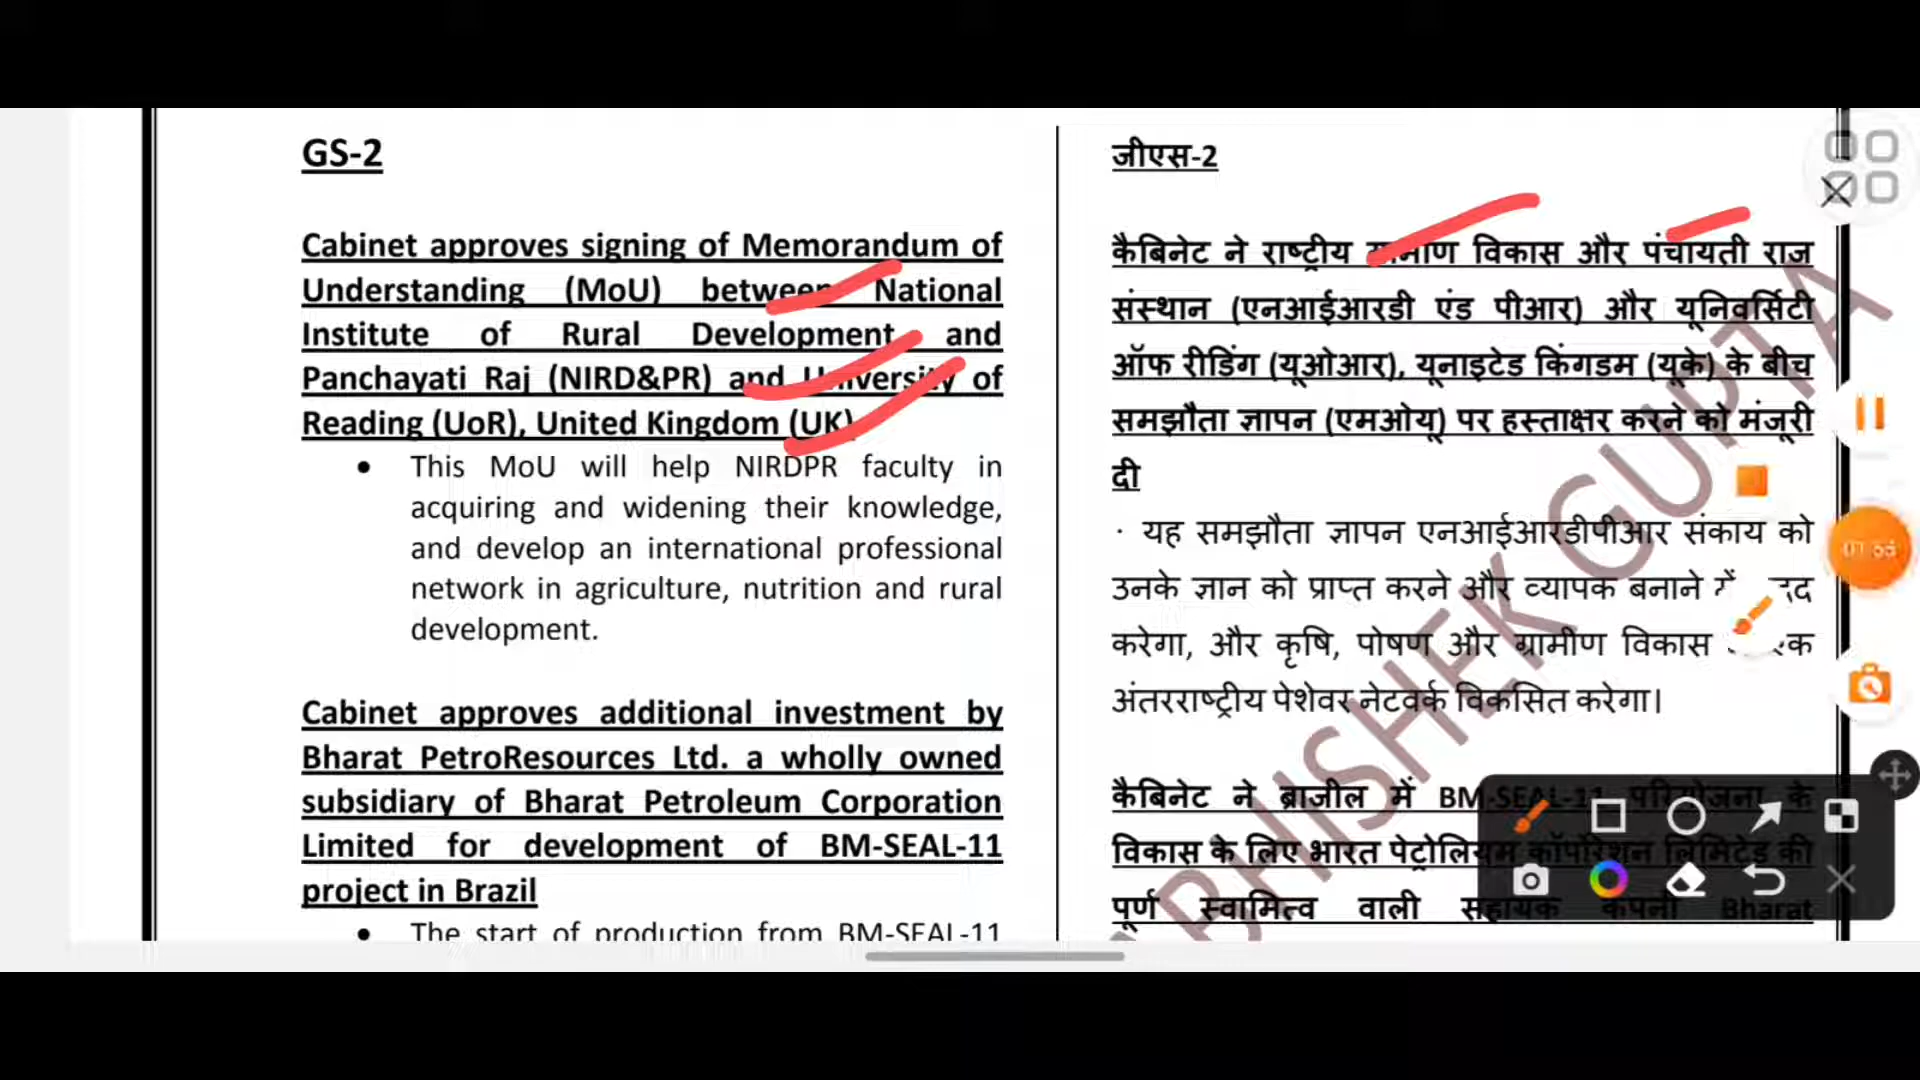 GS-2
Cabinet approves signing of Memorandum of
Understanding (MoU) between National
Institute of Rural Development and
Panchayati Raj (NIRD&PR) and University of
Reading (UoR), United Kingdom (UK)
• This MoU will help NIRDPR faculty in
acquiring and widening their knowledge,
and develop an international professional
network in agriculture, nutrition and rural
development.
Cabinet approves additional investment by
Bharat PetroResources Ltd. a wholly owned
subsidiary of Bharat Petroleum Corporation
Limited for development of BM-SEAL-11
project in Brazil
• The start of production from BM-SEAL-11
जीएस-2
कैबिनेट ने राष्ट्रीय ग्रामीण विकास और पंचायती राज
संस्थान (एनआईआरडी एंड पीआर) और यूनिवर्सिटी
ऑफ रीडिंग (यूओआर), यूनाइटेड किंगडम (यूके) के बीच
समझौता ज्ञापन (एमओयू) पर हस्ताक्षर करने को मंजूरी
दी
· यह समझौता ज्ञापन एनआईआरडीपीआर संकाय को
उनके ज्ञान को प्राप्त करने और व्यापक बनाने में
करेगा, और कृषि, पोषण और ग्रामीण विकास
अंतरराष्ट्रीय पेशेवर नेटवर्क विकसित करेगा।
कैबिनेट ने ब्राजील में BM-SEAL-11 परियोजना के
विकास के लिए भारत पेट्रोलियम कॉर्पोरेशन लिमिटेड की
पूर्ण स्वामित्व वाली सहायक कंपनी Bharat
BHISHEK GUPTA